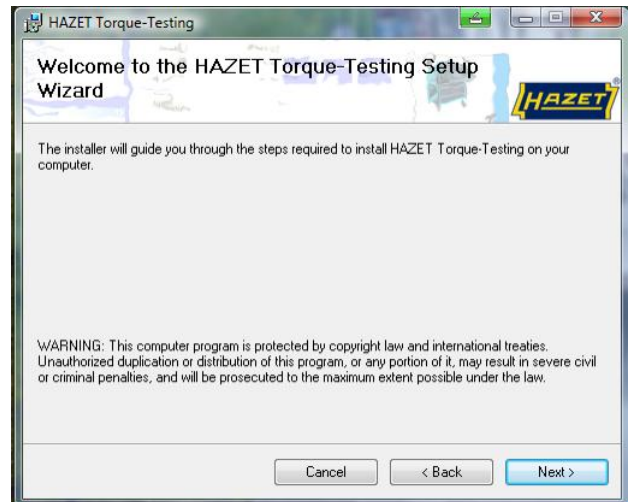 HAZET Torque-Testing
Welcome to the HAZET Torque-Testing Setup
Wizard
HAZET
The installer will guide you through the steps required to install HAZET Torque-Testing on your
computer.
WARNING: This computer program is protected by copyright law and international treaties.
Unauthorized duplication or distribution of this program, or any portion of it, may result in severe civil
or criminal penalties, and will be prosecuted to the maximum extent possible under the law.
Cancel
< Back
Next >